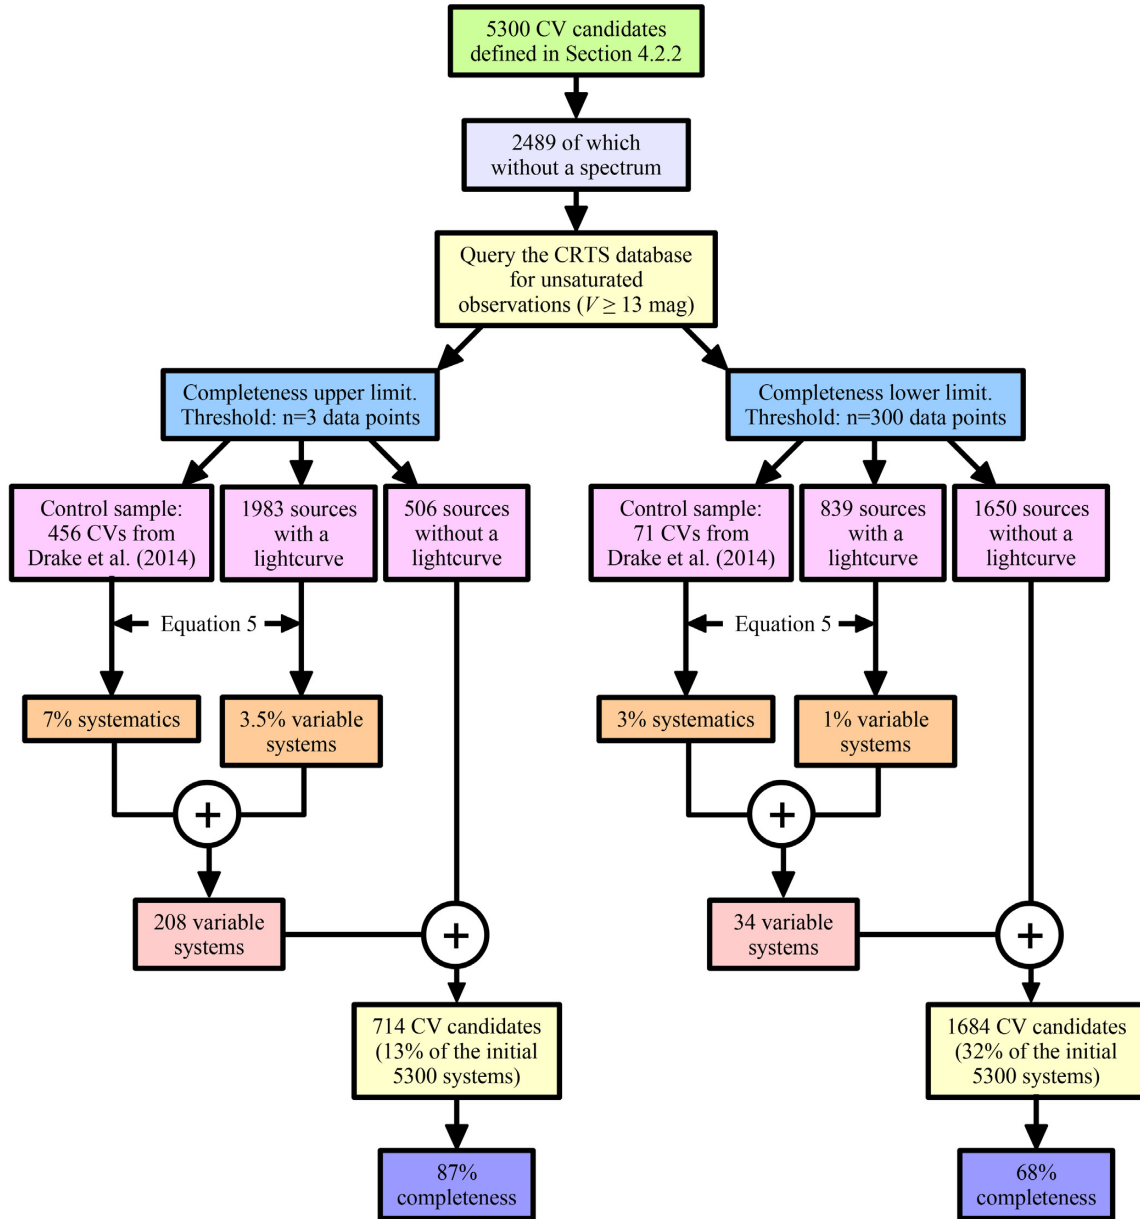 5300 CV candidates
defined in Section 4.2.2
2489 of which
without a spectrum
Query the CRTS database
for unsaturated
observations (V ≥ 13 mag)
Completeness upper limit.
Threshold: n=3 data points
Completeness lower limit.
Threshold: n=300 data points
Control sample:
456 CVs from
Drake et al. (2014)
1983 sources
with a
lightcurve
506 sources
without a
lightcurve
Control sample:
71 CVs from
Drake et al. (2014)
839 sources
with a
lightcurve
1650 sources
without a
lightcurve
Equation 5
Equation 5
7% systematics
3.5% variable
systems
3% systematics
1% variable
systems
+
+
208 variable
systems
+
34 variable
systems
+
714 CV candidates
(13% of the initial
5300 systems)
1684 CV candidates
(32% of the initial
5300 systems)
87%
completeness
68%
completeness